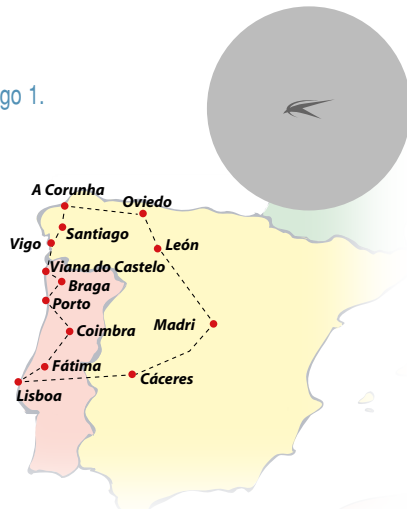 go 1.
A Corunha
Oviedo
Santiago
León
Vigo
Viana do Castelo
Braga
Porto
Coimbra
Madri
Fátima
Cáceres
Lisboa